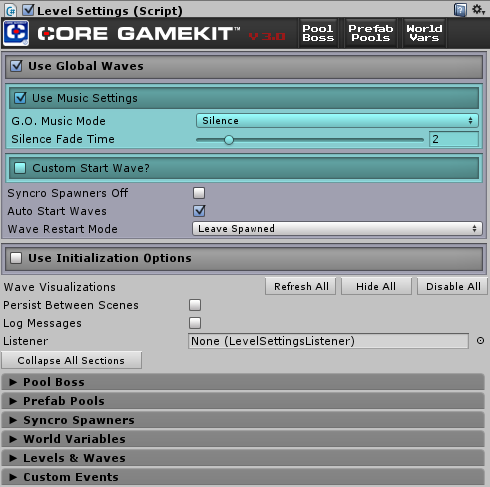 Level Settings (Script)
CORE GAMEKIT™ V 3.0
Pool Boss
Prefab Pools
World Vars
Use Global Waves
Use Music Settings
G.O. Music Mode Silence
Silence Fade Time 2
Custom Start Wave?
Syncro Spawners Off
Auto Start Waves
Wave Restart Mode Leave Spawned
Use Initialization Options
Wave Visualizations Refresh All Hide All Disable All
Persist Between Scenes
Log Messages
Listener None (LevelSettingsListener)
Collapse All Sections
► Pool Boss
► Prefab Pools
► Syncro Spawners
► World Variables
► Levels & Waves
► Custom Events